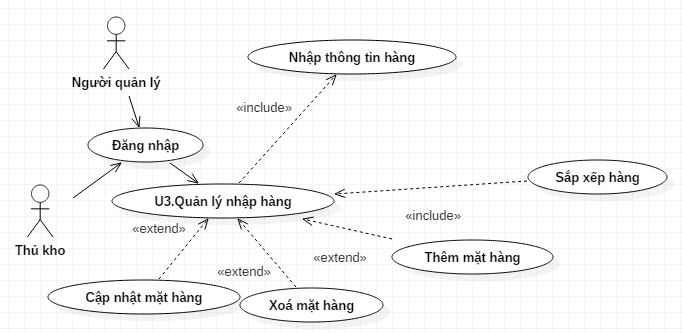 Nhập thông tin hàng
Người quản lý
«include»
Đăng nhập
Sắp xếp hàng
U3.Quản lý nhập hàng
«include»
«extend»
Thủ kho
Thêm mặt hàng
«extend»
«extend»
Cập nhật mặt hàng
Xoá mặt hàng